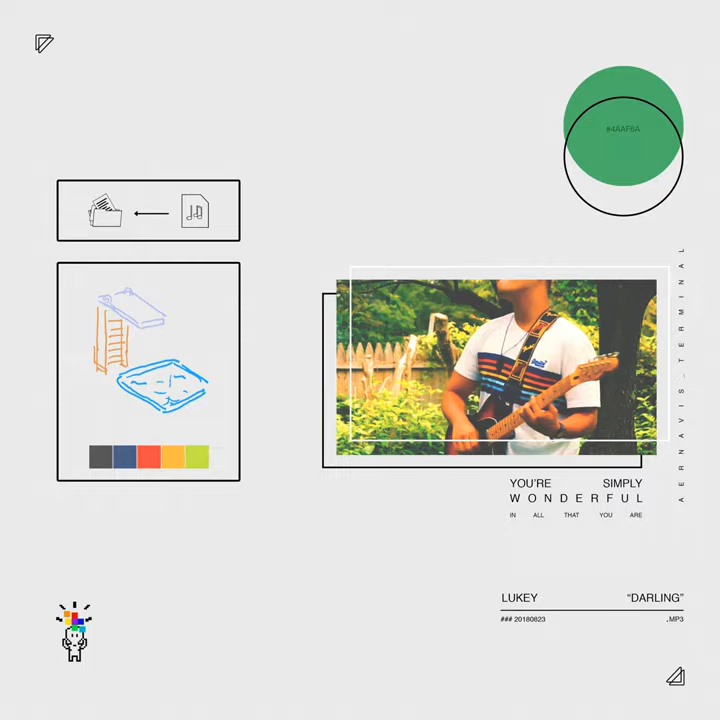 #4AAF6A
AERNAVIS_TERMINAL
YOU'RE SIMPLY
WONDERFUL
IN ALL THAT YOU ARE
LUKEY "DARLING"
### 20180823 .MP3